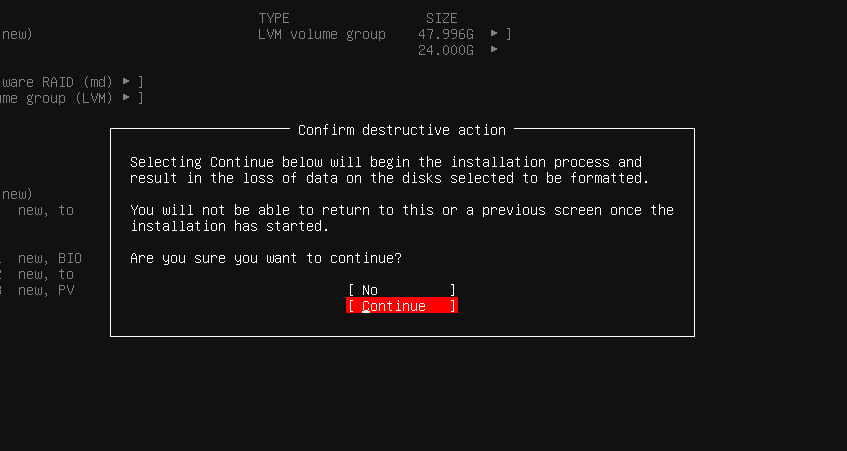 TYPE SIZE
new) LVM volume group 47.996G ▸ ]
24.000G ▸
ware RAID (md) ▸ ]
ume group (LVM) ▸ ]
Confirm destructive action
Selecting Continue below will begin the installation process and
result in the loss of data on the disks selected to be formatted.
You will not be able to return to this or a previous screen once the
installation has started.
Are you sure you want to continue?
new)
new, to
new, BIO
2 new, to
3 new, PV
[ No ]
[ Continue ]